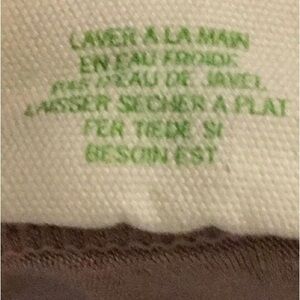 LAVER A LA MAIN
EN EAU FROIDE
PAS D'EAU DE JAVEL
LAISSER SECHER A PLAT
FER TIEDE SI
BESOIN EST